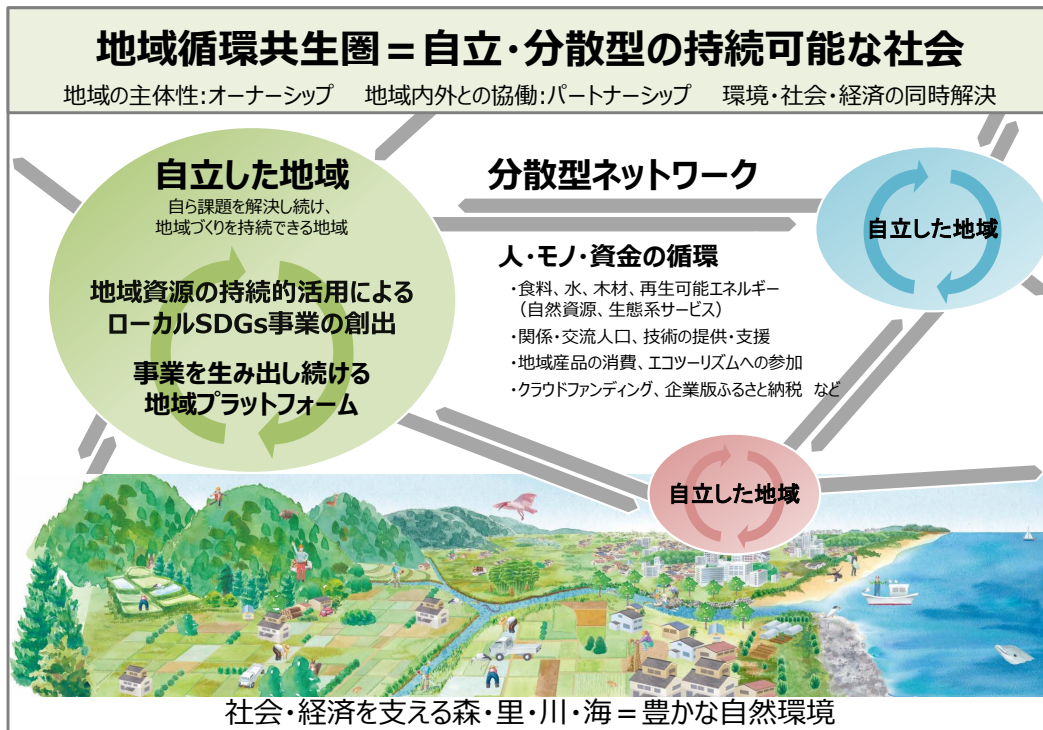 地域循環共生圏＝自立・分散型の持続可能な社会
地域の主体性:オーナーシップ　地域内外との協働:パートナーシップ　環境・社会・経済の同時解決
自立した地域
自ら課題を解決し続け、
地域づくりを持続できる地域
地域資源の持続的活用による
ローカルSDGs事業の創出
事業を生み出し続ける
地域プラットフォーム
分散型ネットワーク
人・モノ・資金の循環
・食料、水、木材、再生可能エネルギー
（自然資源、生態系サービス）
・関係・交流人口、技術の提供・支援
・地域産品の消費、エコツーリズムへの参加
・クラウドファンディング、企業版ふるさと納税　など
自立した地域
自立した地域
社会・経済を支える森・里・川・海＝豊かな自然環境